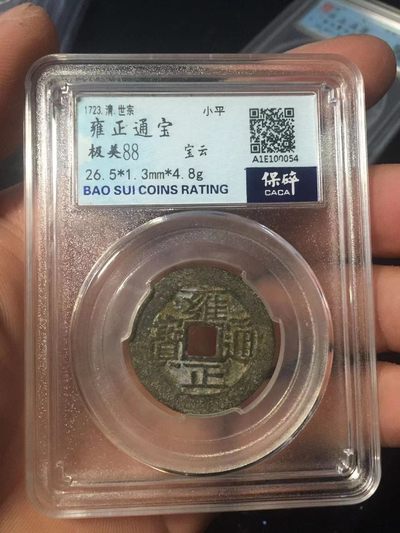 1723.清.世宗 小平
雍正通宝
极美88 宝云
A1E100054
26.5*1.3mm*4.8g
保碎
BAO SUI COINS RATING
CACA
雍正通寶